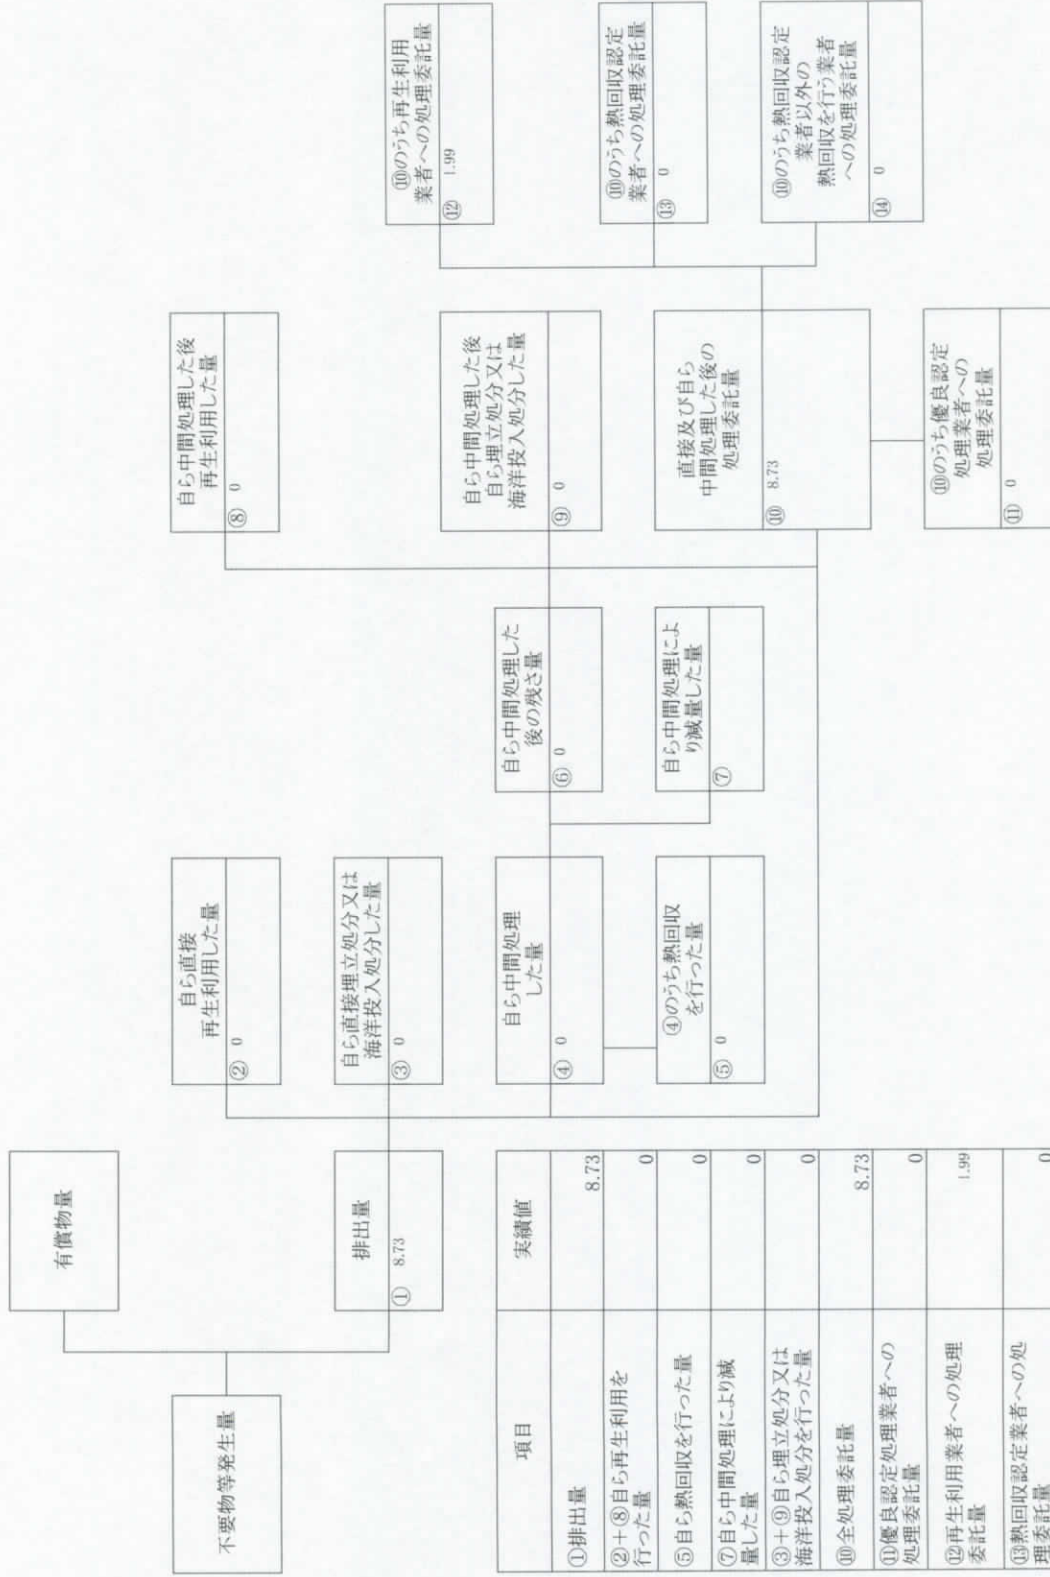 不要物等発生量
有償物量
排出量
① 8.73
自ら直接
再生利用した量
② 0
自ら直接埋立処分又は
海洋投入処分した量
③ 0
自ら中間処理
した量
④ 0
④のうち熱回収
を行った量
⑤ 0
自ら中間処理した
後の残さ量
⑥ 0
自ら中間処理によ
り減量した量
⑦
自ら中間処理した後
再生利用した量
⑧ 0
自ら中間処理した後
自ら埋立処分又は
海洋投入処分した量
⑨ 0
直接及び自ら
中間処理した後の
処理委託量
⑩ 8.73
⑩のうち優良認定
処理業者への
処理委託量
⑪ 0
⑩のうち再生利用
業者への処理委託量
⑫ 1.99
⑩のうち熱回収認定
業者への処理委託量
⑬ 0
⑩のうち熱回収認定
業者以外の
熱回収を行う業者
への処理委託量
⑭ 0
項目 実績値
①排出量 8.73
②+⑧自ら再生利用を
行った量 0
⑤自ら熱回収を行った量 0
⑦自ら中間処理により減
量した量 0
③+⑨自ら埋立処分又は
海洋投入処分を行った量 0
⑩全処理委託量 8.73
⑪優良認定処理業者への
処理委託量 0
⑫再生利用業者への処理
委託量 1.99
⑬熱回収認定業者への処
理委託量 0